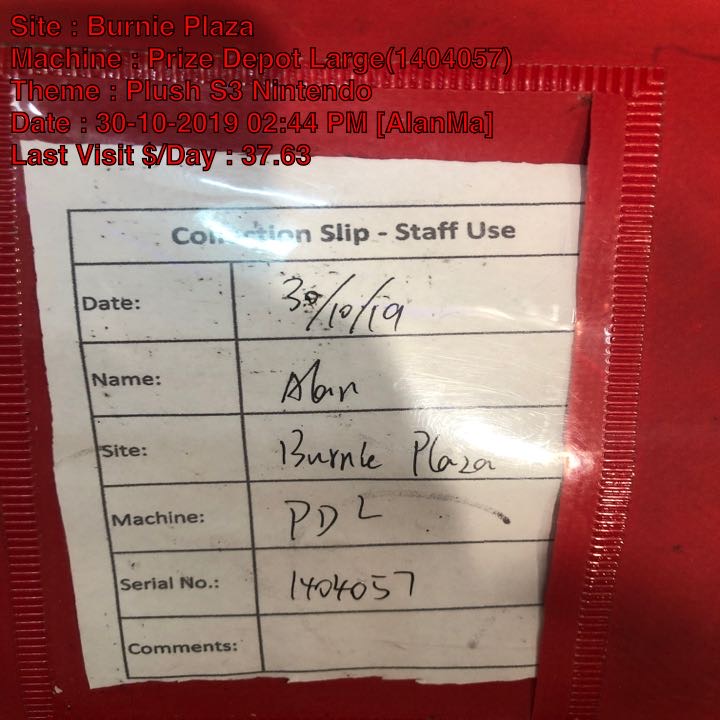 Site : Burnie Plaza
Machine : Prize Depot Large(1404057)
Theme : Plush S3 Nintendo
Date : 30-10-2019 02:44 PM [AlanMa]
Last Visit $/Day : 37.63
Collection Slip - Staff Use
Date: 30/10/19
Name: Alan
Site: Burnie Plaza
Machine: PDL
Serial No.: 1404057
Comments: